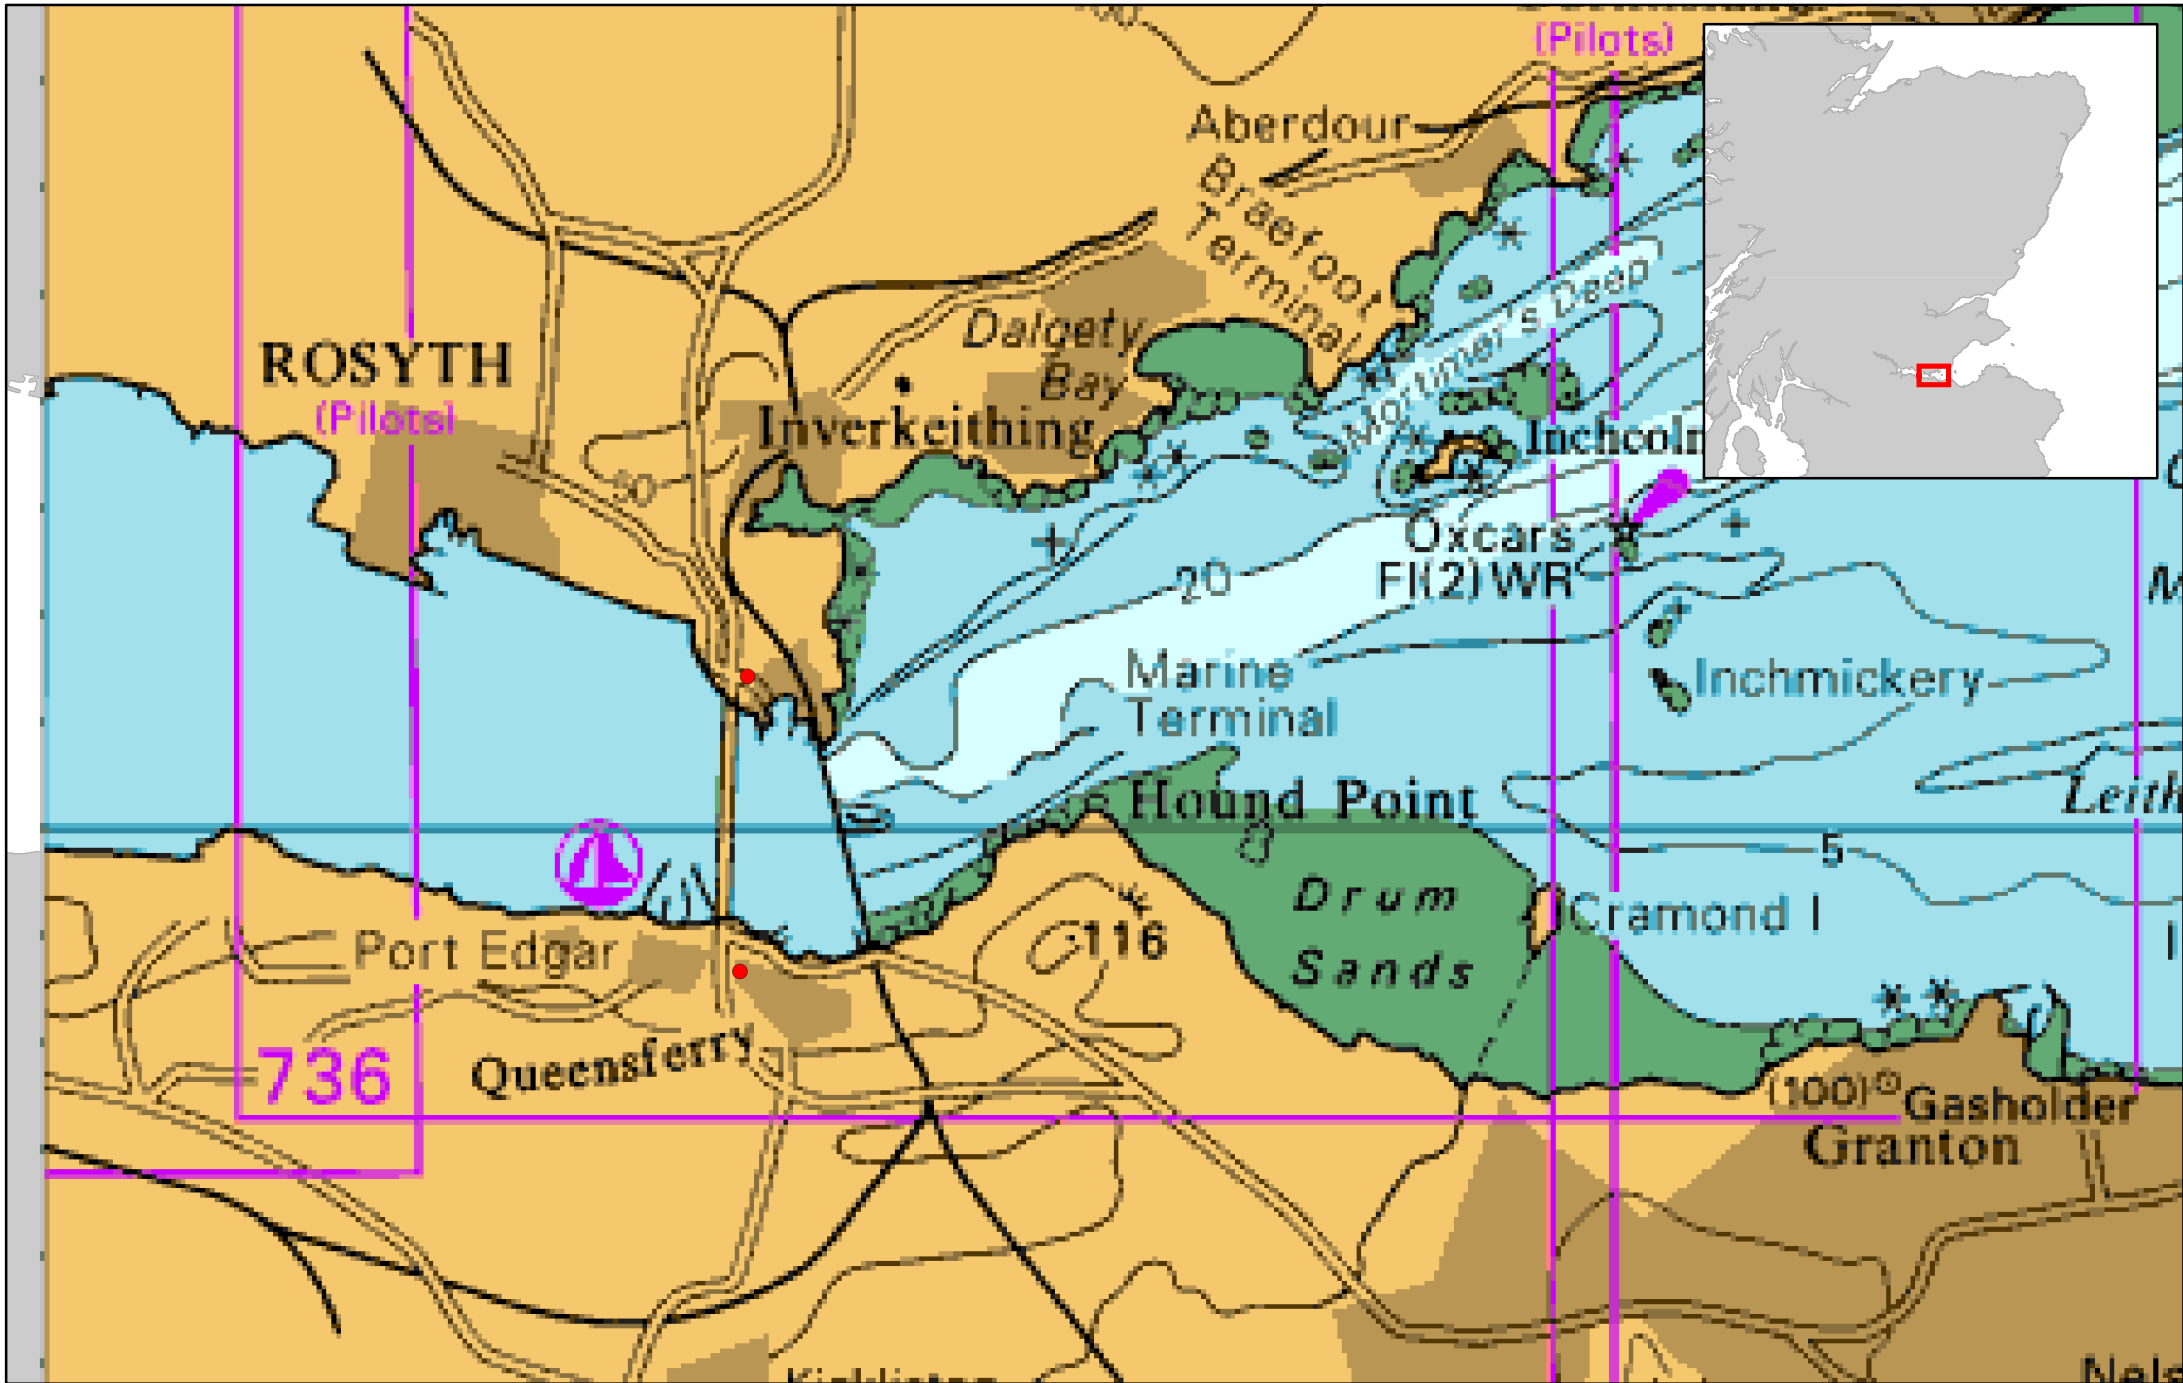 (Pilots)
Aberdour
Braefoot
Terminal
Mortimer's Deep
Dalgety
Bay
ROSYTH
(Pilots)
Inverkeithing
50
Oxcars
Fl(2)WR
20
Marine
Terminal
Inchmickery
Hound Point
Leith
5
Drum
Sands
Cramond I
116
Port Edgar
Queensferry
736
(100)
Gasholder
Granton